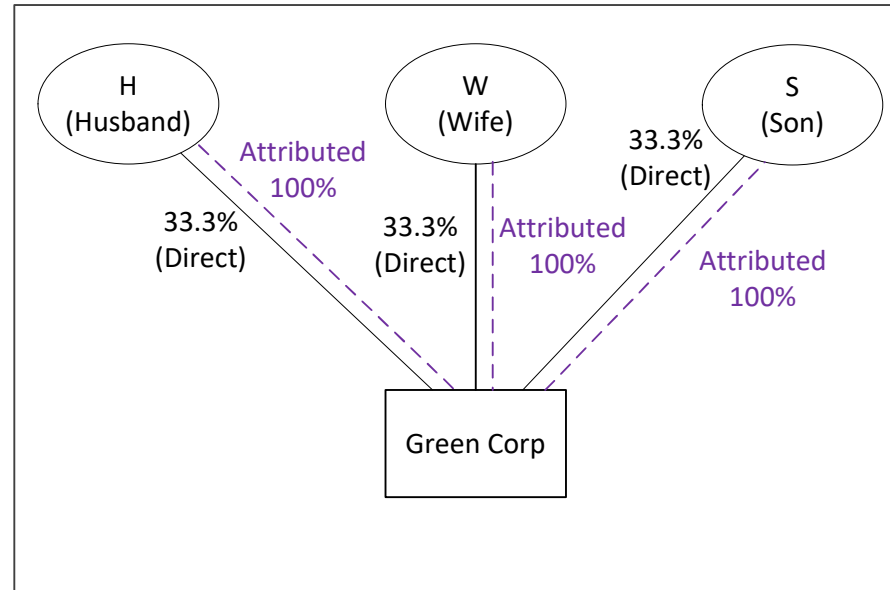 H
(Husband)
W
(Wife)
S
(Son)
Attributed
100%
33.3%
(Direct)
33.3%
(Direct)
Attributed
100%
33.3%
(Direct)
Attributed
100%
Green Corp